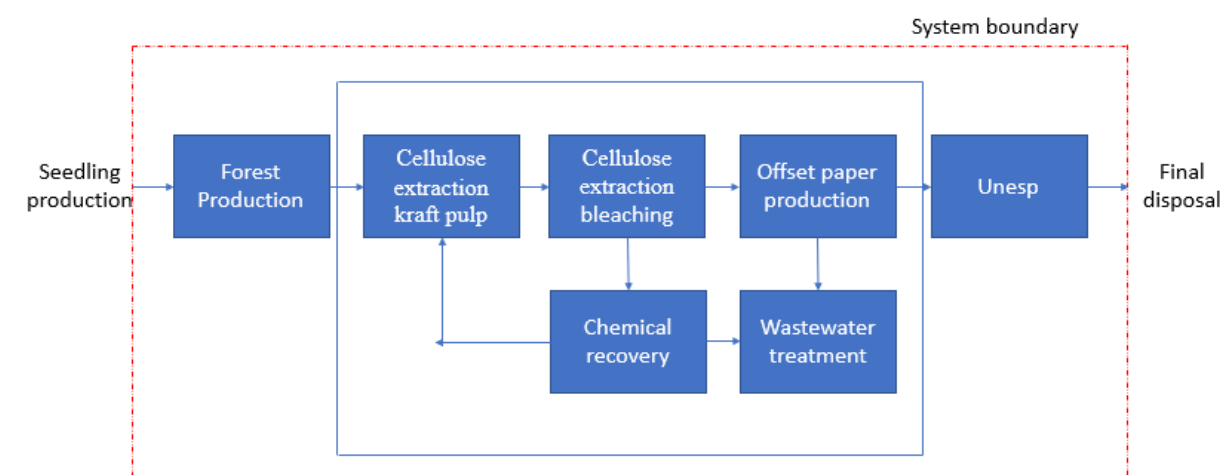 System boundary
Seedling
production
Forest
Production
Cellulose
extraction
kraft pulp
Cellulose
extraction
bleaching
Offset paper
production
Unesp
Final
disposal
Chemical
recovery
Wastewater
treatment